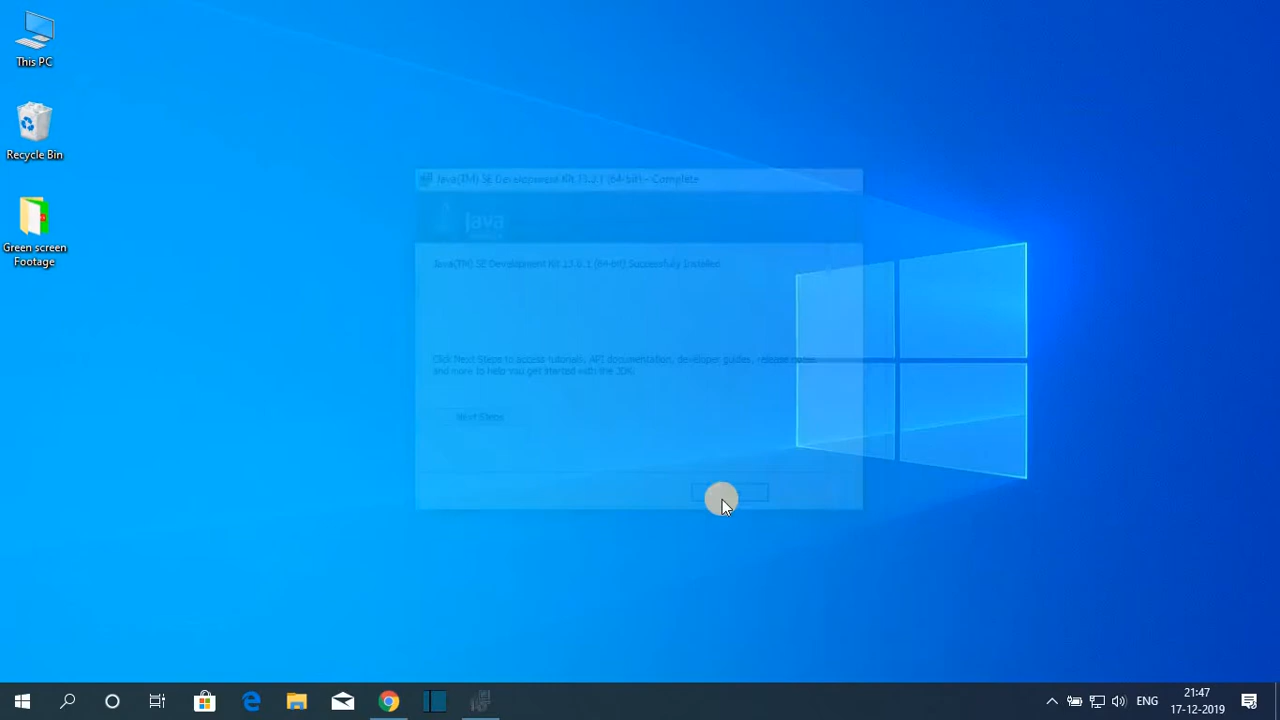 This PC
Recycle Bin
Green screen
Footage
Java(TM) SE Development Kit 13.0.1 (64-bit) - Complete
Java
Java(TM) SE Development Kit 13.0.1 (64-bit) Successfully Installed
Click Next Steps to access tutorials, API documentation, developer guides, release notes
and more to help you get started with the JDK.
Next Steps
ENG
21:47
17-12-2019